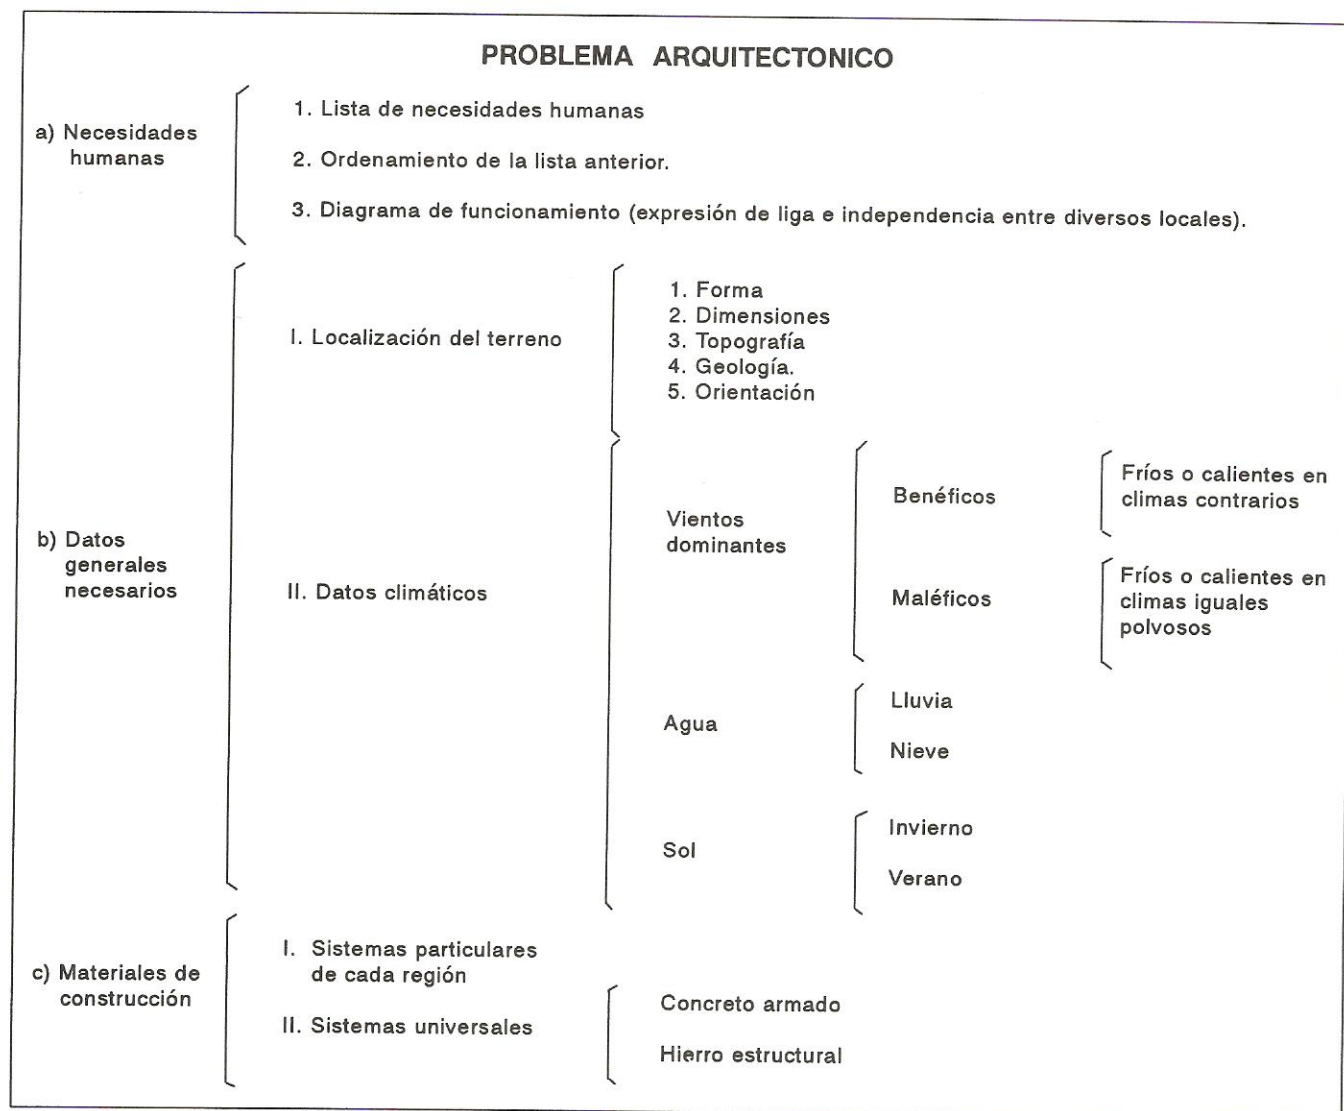 PROBLEMA ARQUITECTONICO
a) Necesidades
humanas
1. Lista de necesidades humanas
2. Ordenamiento de la lista anterior.
3. Diagrama de funcionamiento (expresión de liga e independencia entre diversos locales).
b) Datos
generales
necesarios
I. Localización del terreno
1. Forma
2. Dimensiones
3. Topografía
4. Geología.
5. Orientación
II. Datos climáticos
Vientos
dominantes
Benéficos
Fríos o calientes en
climas contrarios
Maléficos
Fríos o calientes en
climas iguales
polvosos
Agua
Lluvia
Nieve
Sol
Invierno
Verano
c) Materiales de
construcción
I. Sistemas particulares
de cada región
II. Sistemas universales
Concreto armado
Hierro estructural